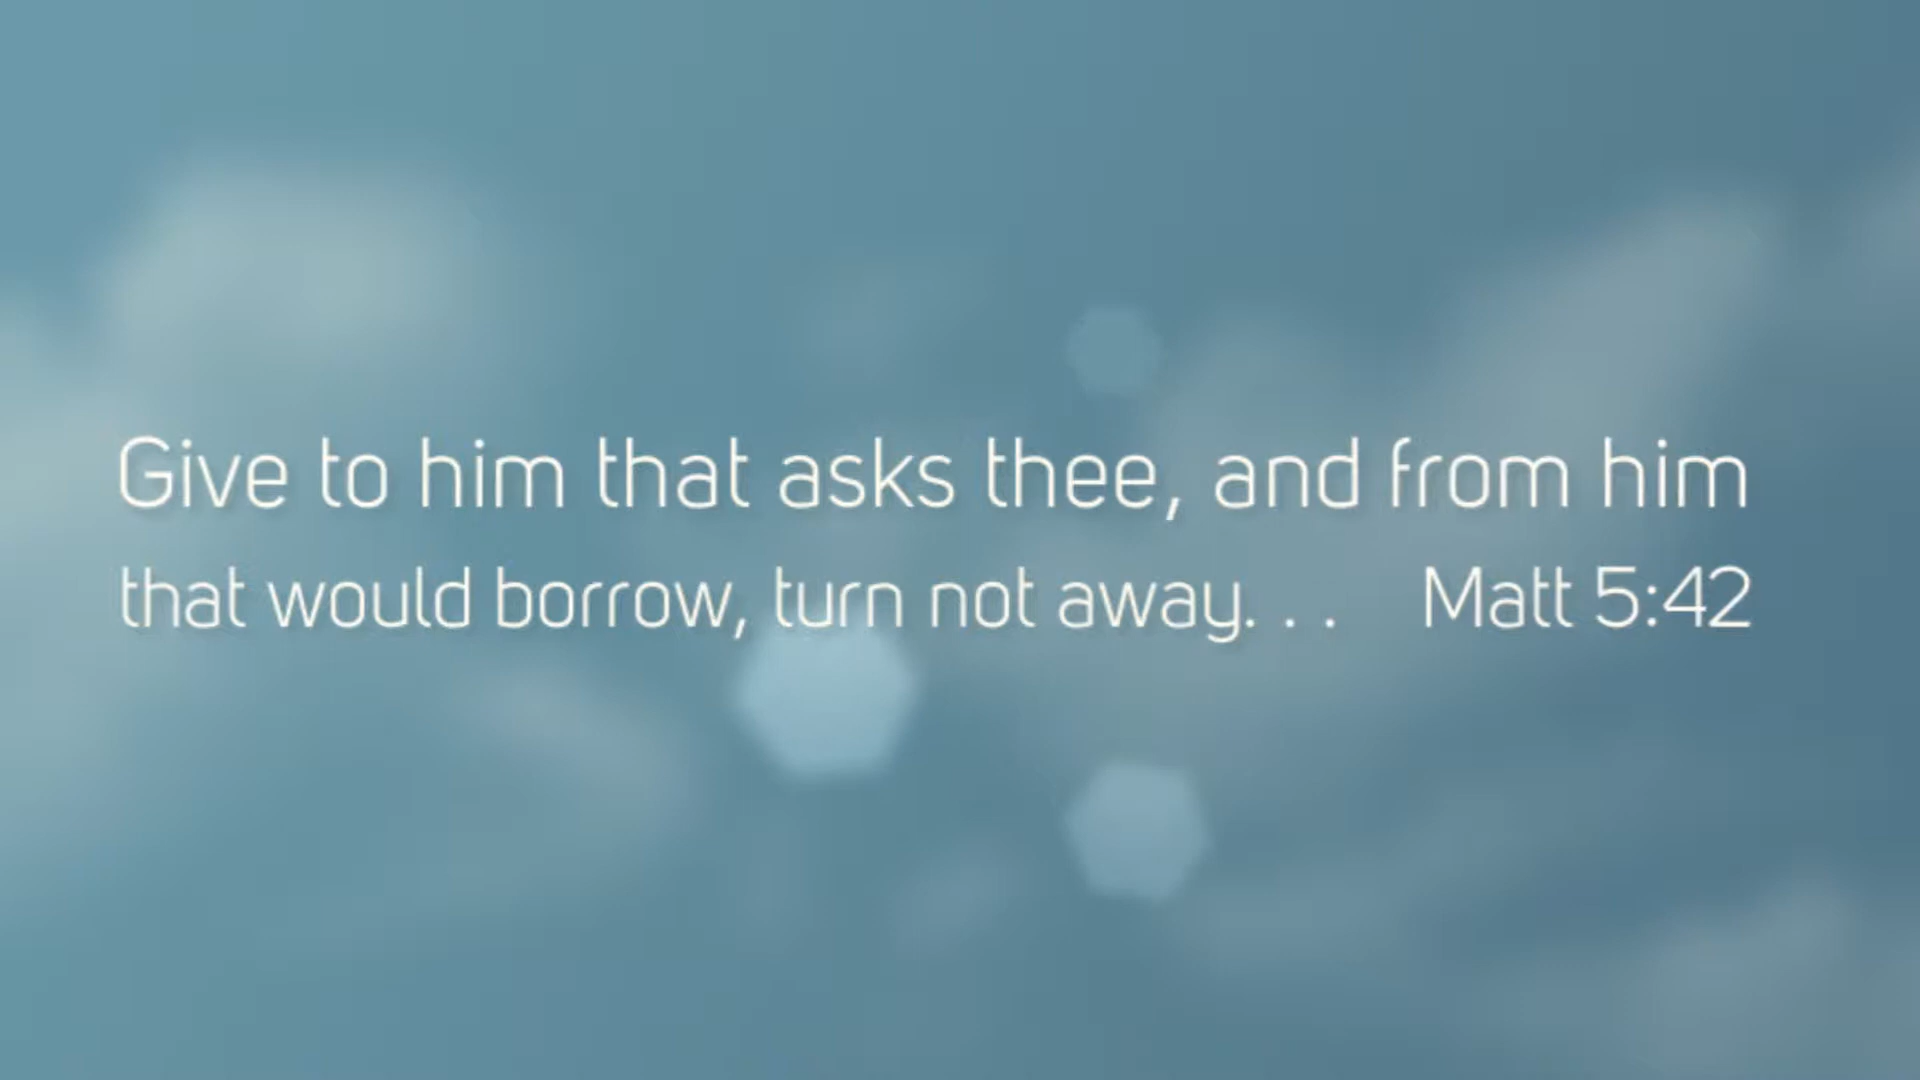 Give to him that asks thee, and from him
that would borrow, turn not away. . . Matt 5:42